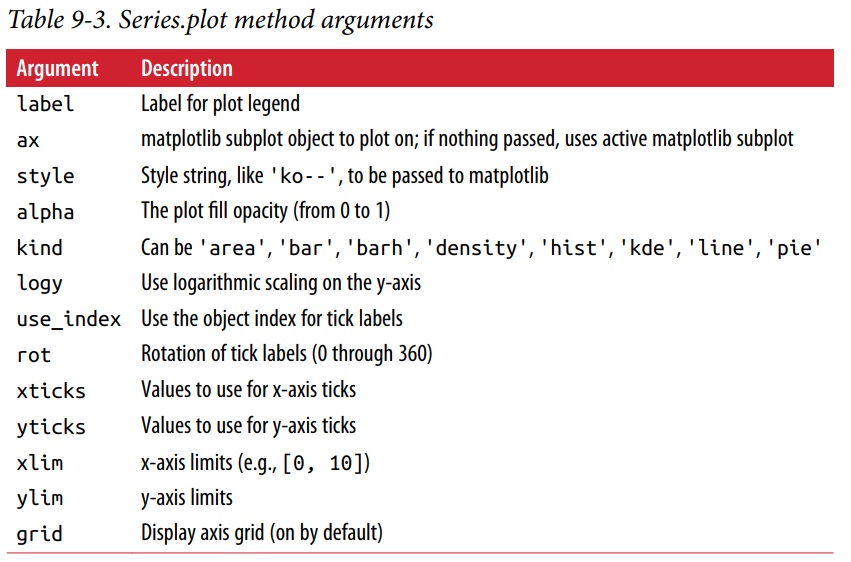 Table 9-3. Series.plot method arguments
Argument Description
label Label for plot legend
ax matplotlib subplot object to plot on; if nothing passed, uses active matplotlib subplot
style Style string, like 'ko--', to be passed to matplotlib
alpha The plot fill opacity (from 0 to 1)
kind Can be 'area', 'bar', 'barh', 'density', 'hist', 'kde', 'line', 'pie'
logy Use logarithmic scaling on the y-axis
use_index Use the object index for tick labels
rot Rotation of tick labels (0 through 360)
xticks Values to use for x-axis ticks
yticks Values to use for y-axis ticks
xlim x-axis limits (e.g., [0, 10])
ylim y-axis limits
grid Display axis grid (on by default)